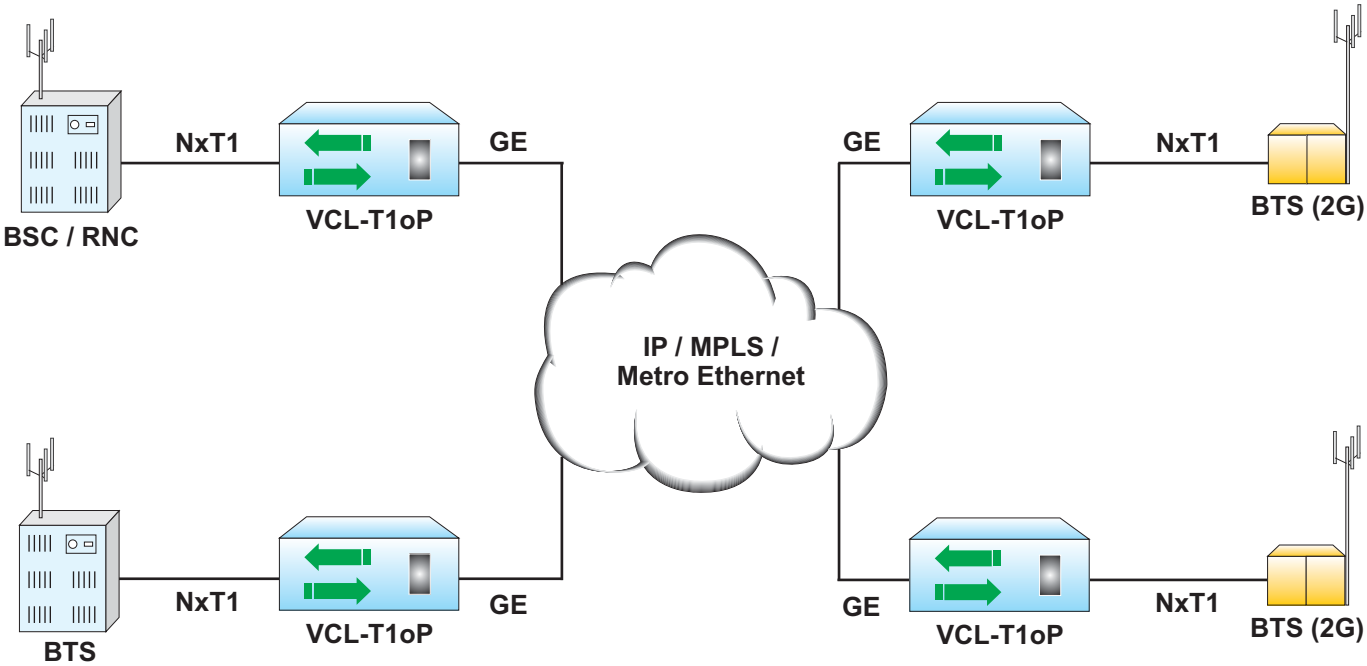 NxT1
GE
VCL-T1oP
BSC / RNC
GE
NxT1
VCL-T1oP
BTS (2G)
IP / MPLS /
Metro Ethernet
NxT1
GE
VCL-T1oP
BTS
GE
NxT1
VCL-T1oP
BTS (2G)